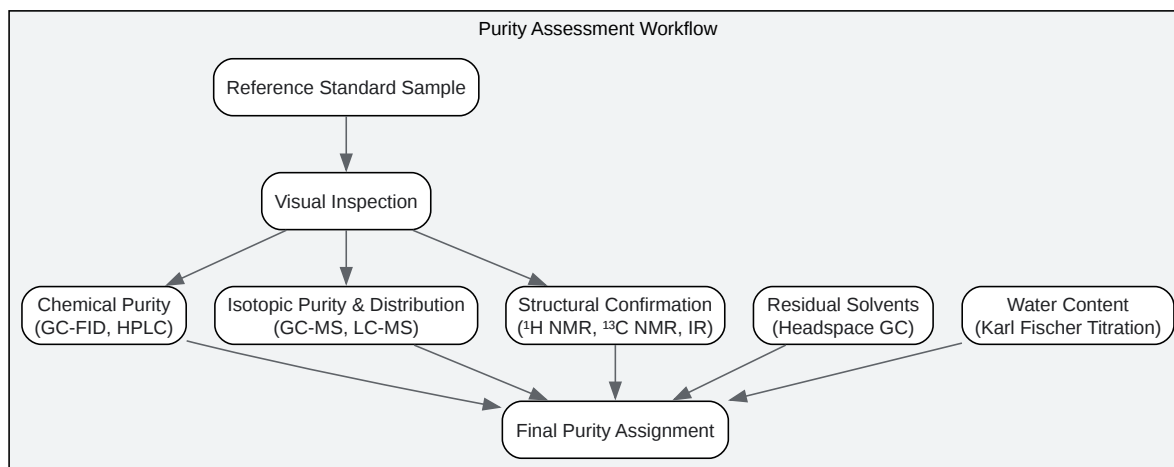 Purity Assessment Workflow
Reference Standard Sample
Visual Inspection
Chemical Purity
(GC-FID, HPLC)
Isotopic Purity & Distribution
(GC-MS, LC-MS)
Structural Confirmation
(¹H NMR, ¹³C NMR, IR)
Residual Solvents
(Headspace GC)
Water Content
(Karl Fischer Titration)
Final Purity Assignment